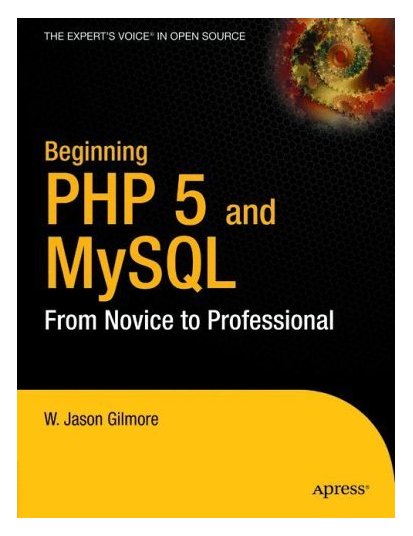 THE EXPERT'S VOICE® IN OPEN SOURCE
Beginning
PHP 5 and
MySQL
From Novice to Professional
W. Jason Gilmore
Apress®